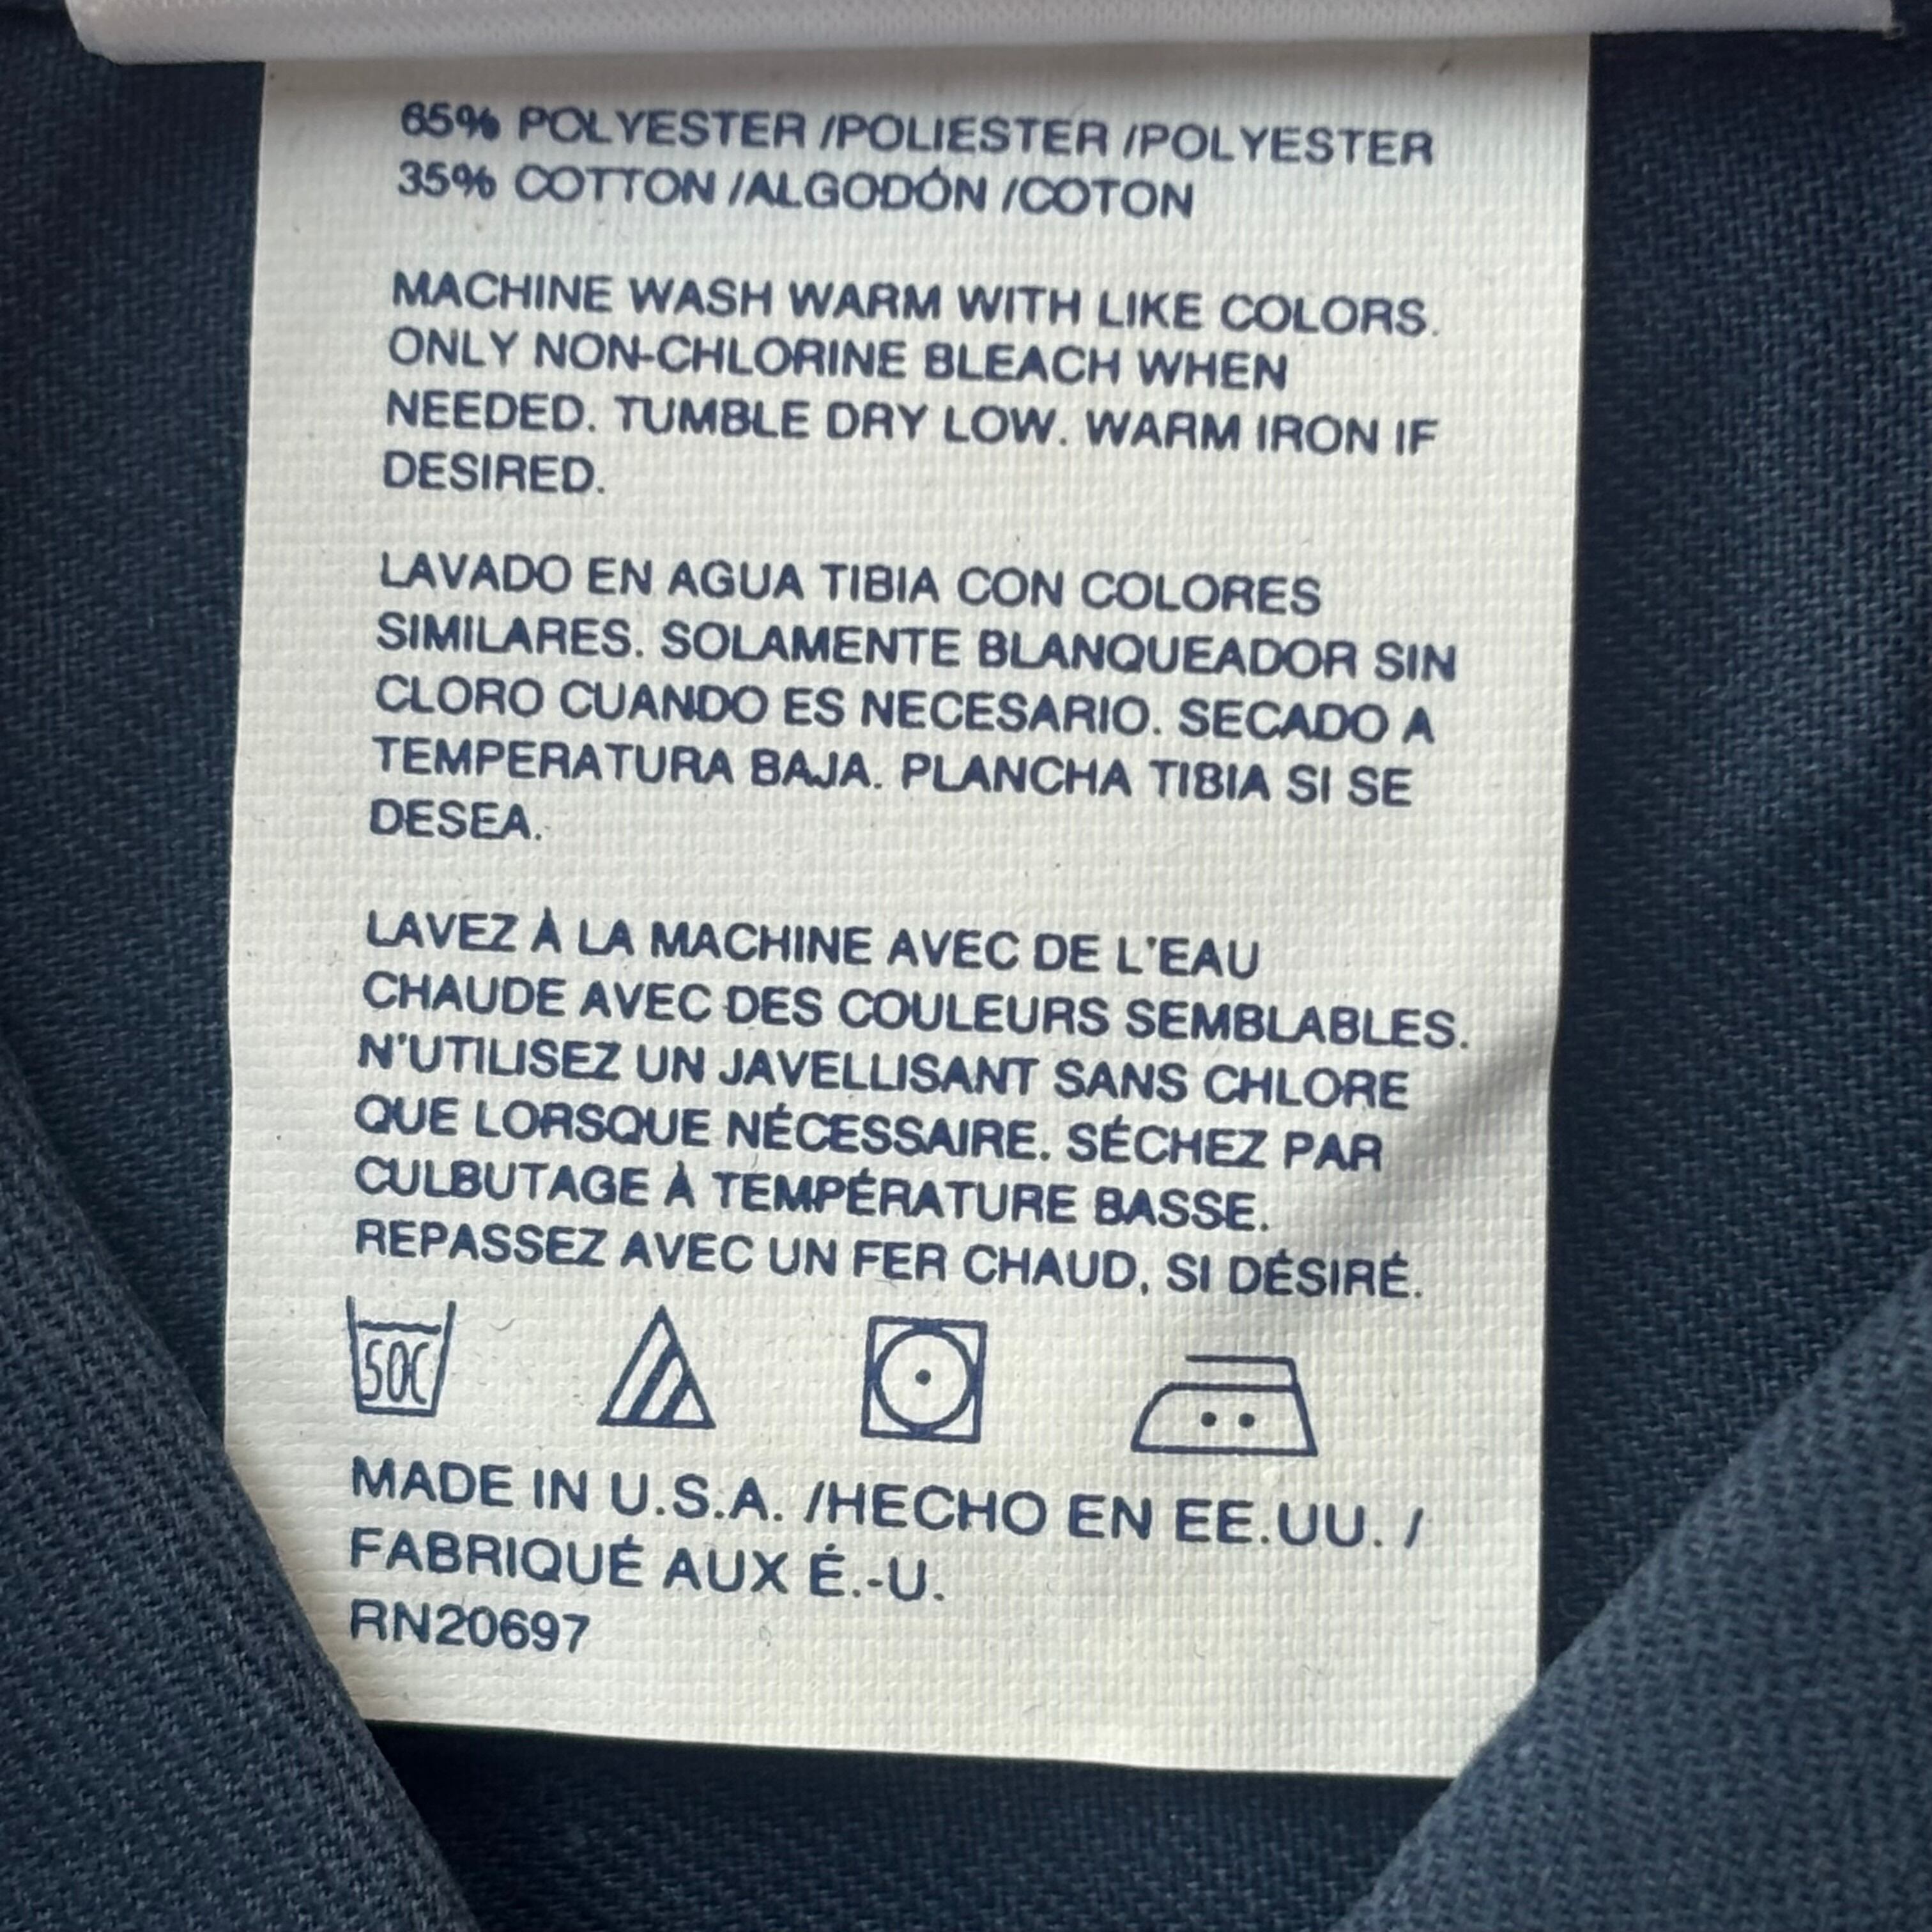 65% POLYESTER /POLIESTER /POLYESTER
35% COTTON /ALGODÓN /COTON
MACHINE WASH WARM WITH LIKE COLORS.
ONLY NON-CHLORINE BLEACH WHEN
NEEDED. TUMBLE DRY LOW. WARM IRON IF
DESIRED.
LAVADO EN AGUA TIBIA CON COLORES
SIMILARES. SOLAMENTE BLANQUEADOR SIN
CLORO CUANDO ES NECESARIO. SECADO A
TEMPERATURA BAJA. PLANCHA TIBIA SI SE
DESEA.
LAVEZ À LA MACHINE AVEC DE L'EAU
CHAUDE AVEC DES COULEURS SEMBLABLES.
N'UTILISEZ UN JAVELLISANT SANS CHLORE
QUE LORSQUE NÉCESSAIRE. SÉCHEZ PAR
CULBUTAGE À TEMPÉRATURE BASSE.
REPASSEZ AVEC UN FER CHAUD, SI DÉSIRÉ.
50C
MADE IN U.S.A. /HECHO EN EE.UU. /
FABRIQUÉ AUX É.-U.
RN20697